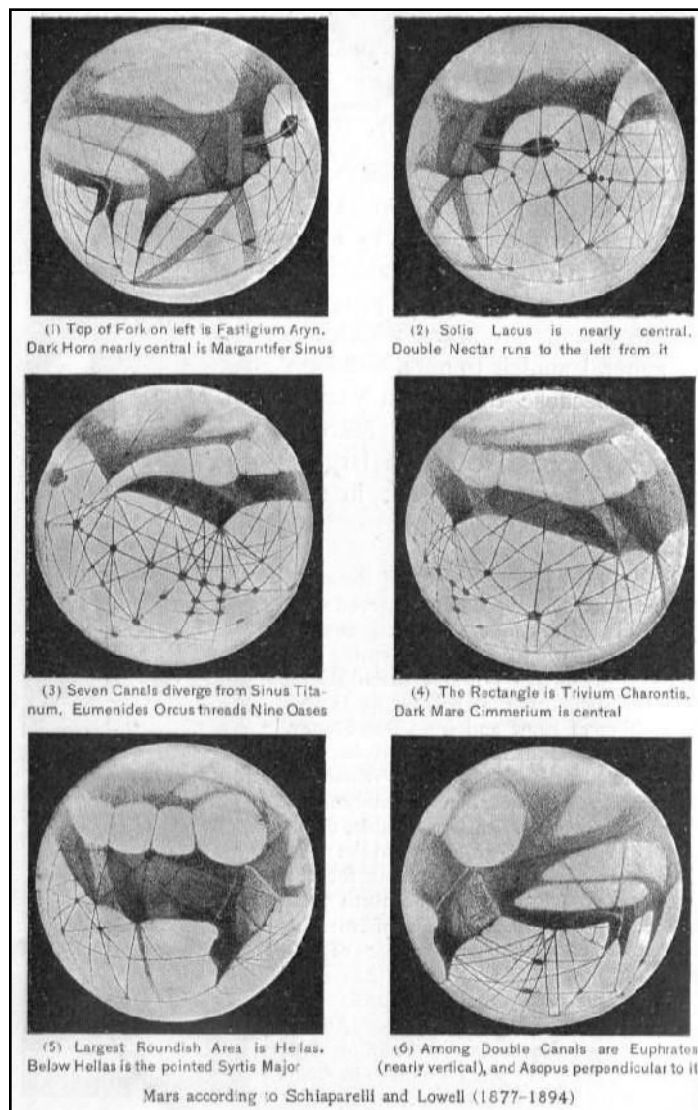 (1) Top of Fork on left is Fastigium Aryn.
Dark Horn nearly central is Margaritifer Sinus
(2) Solis Lacus is nearly central.
Double Nectar runs to the left from it
(3) Seven Canals diverge from Sinus Tita-
num. Eumenides Orcus threads Nine Oases
(4) The Rectangle is Trivium Charontis.
Dark Mare Cimmerium is central
(5) Largest Roundish Area is Hellas.
Below Hellas is the pointed Syrtis Major
(6) Among Double Canals are Euphrates
(nearly vertical), and Asopus perpendicular to it
Mars according to Schiaparelli and Lowell (1877-1894)